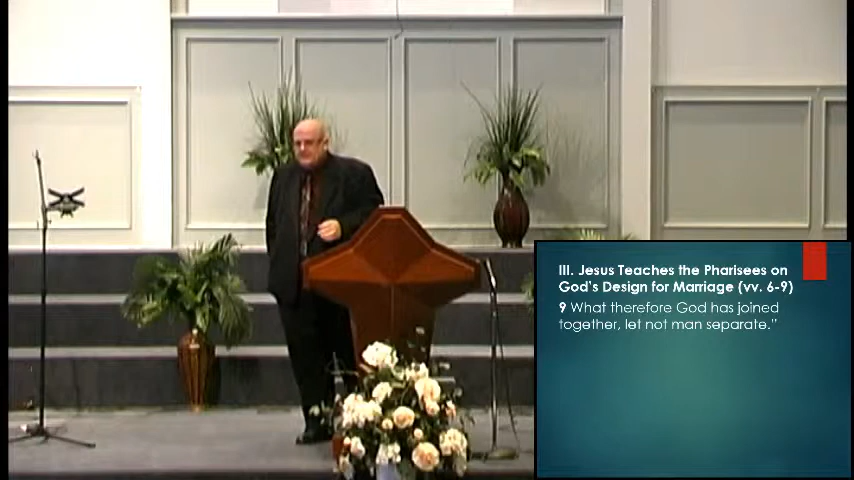 III. Jesus Teaches the Pharisees on
God's Design for Marriage (vv. 6-9)
9 What therefore God has joined
together, let not man separate.”